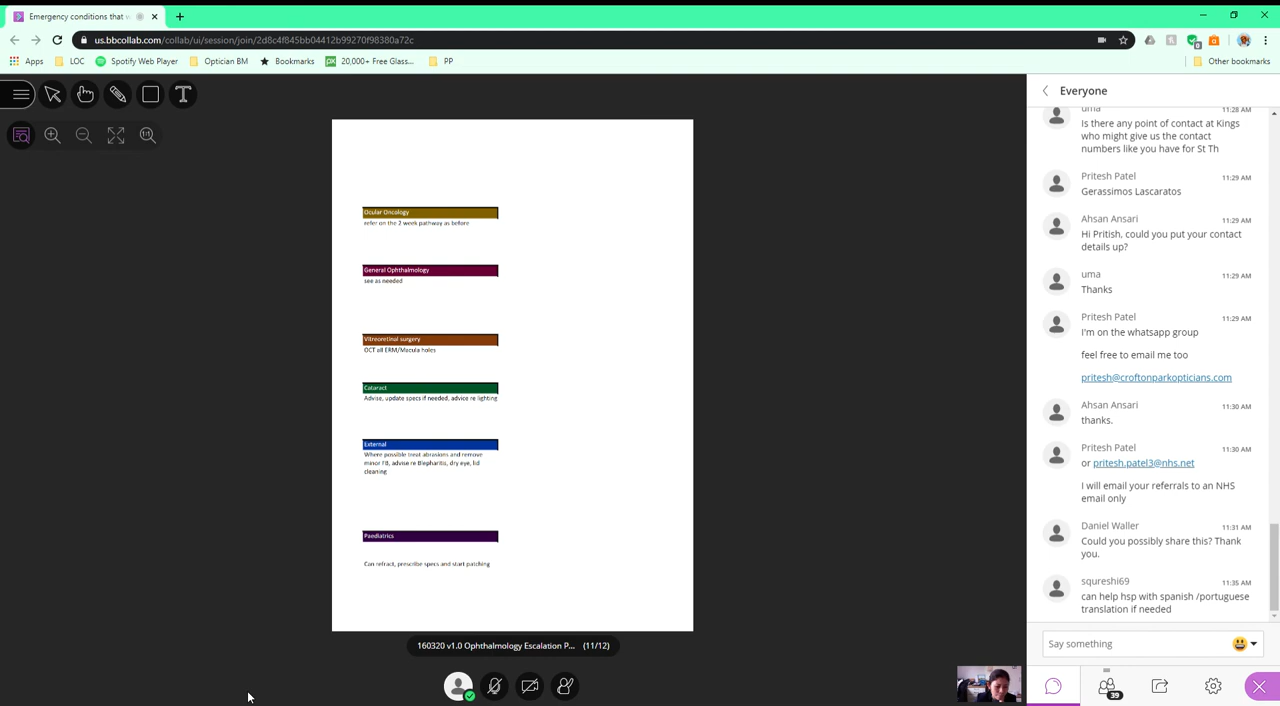 Emergency conditions that
us.bbcollab.com/collab/ui/session/join/2d8c4f845bb04412b99270f98380a72c
Apps LOC Spotify Web Player Optician BM Bookmarks 20,000+ Free Glass... PP Other bookmarks
Everyone
uma 11:28 AM
Is there any point of contact at Kings
who might give us the contact
numbers like you have for St Th
Pritesh Patel 11:29 AM
Gerassimos Lascaratos
Ahsan Ansari 11:29 AM
Hi Pritish, could you put your contact
details up?
uma 11:29 AM
Thanks
Pritesh Patel 11:29 AM
I'm on the whatsapp group
feel free to email me too
pritesh@croftonparkopticians.com
Ahsan Ansari 11:30 AM
thanks.
Pritesh Patel 11:30 AM
or pritesh.patel3@nhs.net
I will email your referrals to an NHS
email only
Daniel Waller 11:31 AM
Could you possibly share this? Thank
you.
squreshi69 11:35 AM
can help hsp with spanish /portuguese
translation if needed
Say something
39
Ocular Oncology
refer on the 2 week pathway as before
General Ophthalmology
see as needed
Vitreoretinal surgery
OCT all ERM/Macula holes
Cataract
Advise, update specs if needed, advice re lighting
External
Where possible treat abrasions and remove
minor FB, advise re Blepharitis, dry eye, lid
cleaning
Paediatrics
Can refract, prescribe specs and start patching
160320 v1.0 Ophthalmology Escalation P... (11/12)